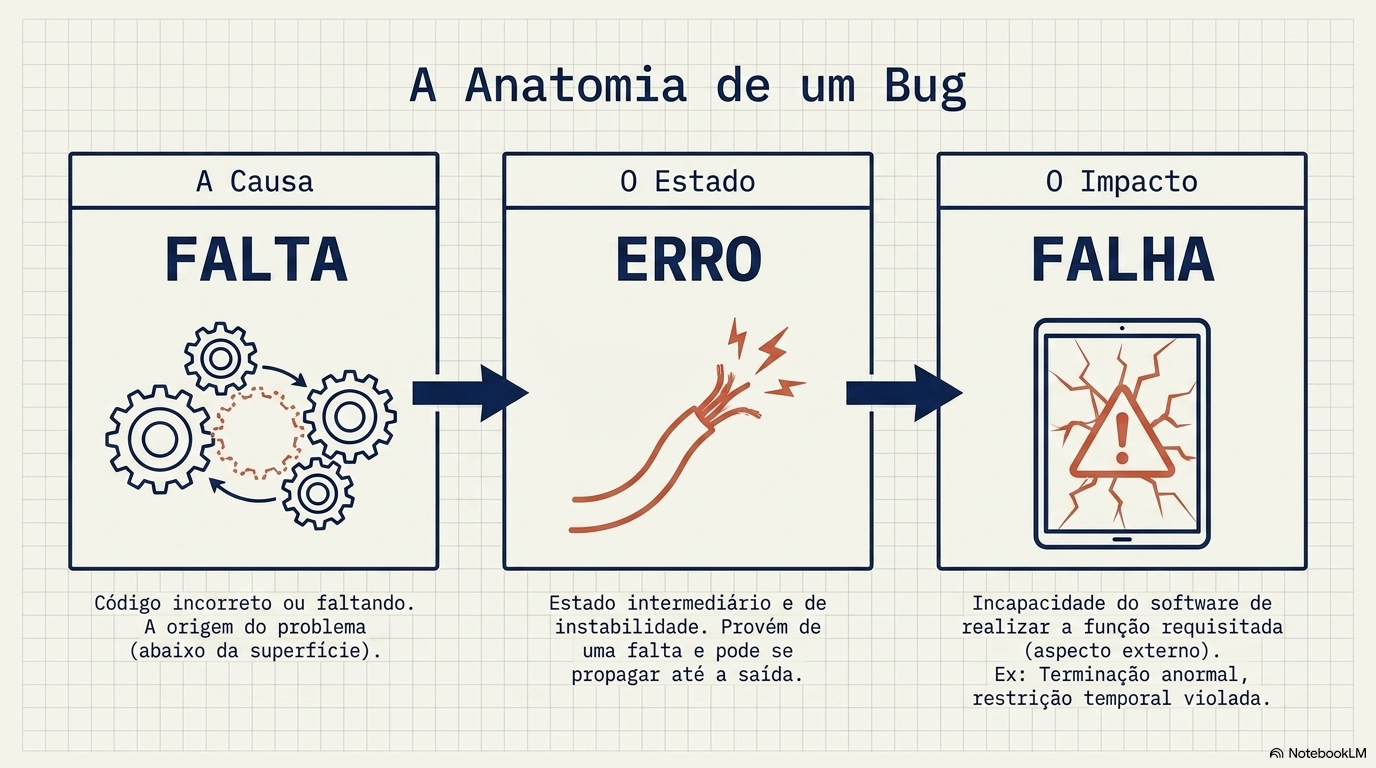 A Anatomia de um Bug
A Causa
FALTA
Código incorreto ou faltando.
A origem do problema
(abaixo da superfície).
O Estado
ERRO
Estado intermediário e de
instabilidade. Provém de
uma falta e pode se
propagar até a saída.
O Impacto
FALHA
Incapacidade do software de
realizar a função requisitada
(aspecto externo).
Ex: Terminação anormal,
restrição temporal violada.
NotebookLM